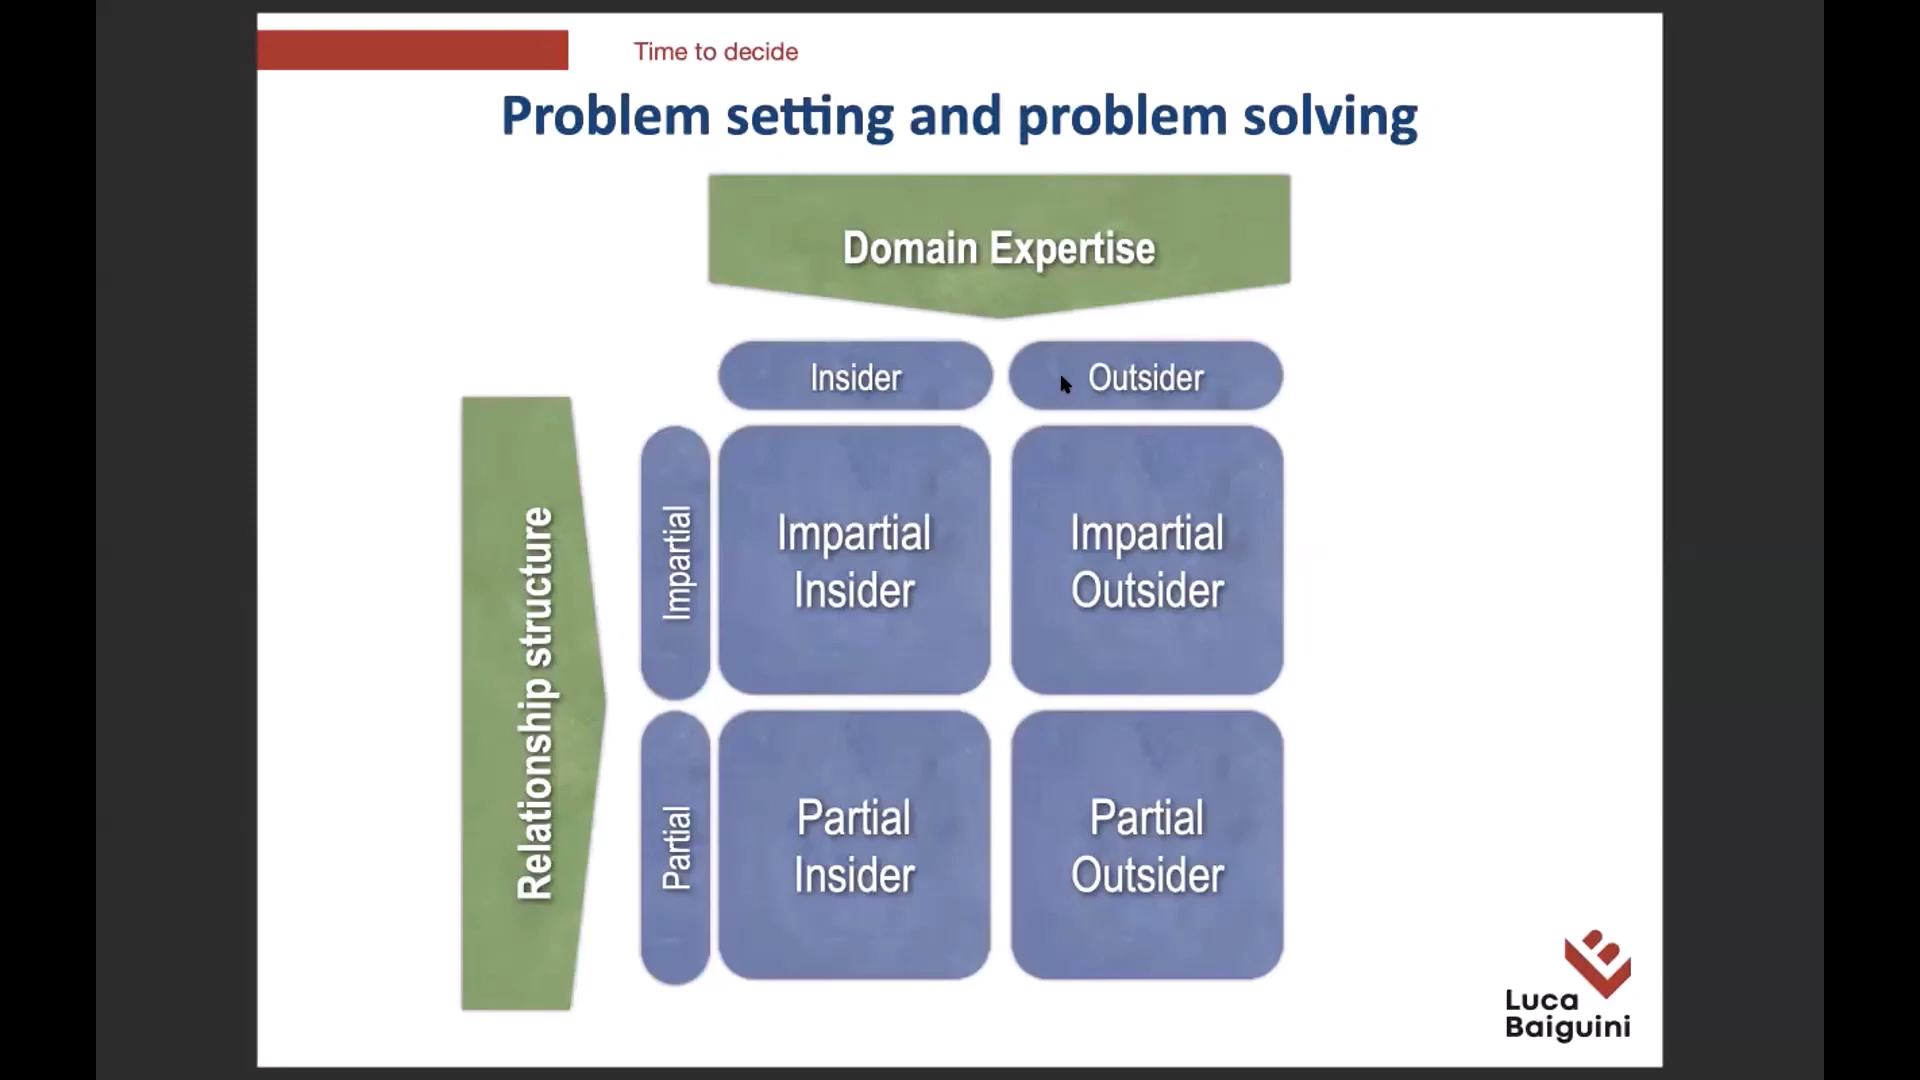 Time to decide
Problem setting and problem solving
Domain Expertise
Insider
Outsider
Relationship structure
Impartial
Impartial
Insider
Impartial
Outsider
Partial
Partial
Insider
Partial
Outsider
Luca
Baiguini